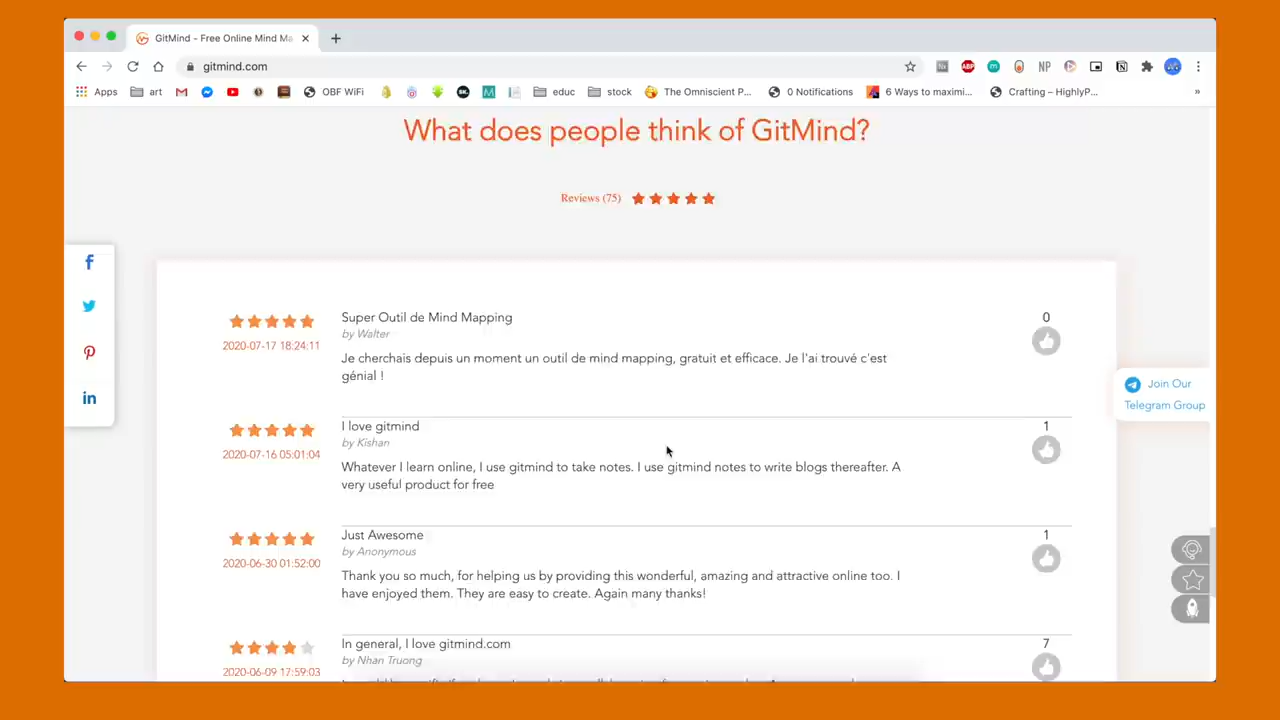 GitMind - Free Online Mind Ma
gitmind.com
ABP
NP
Apps
art
OBF WiFi
educ
stock
The Omniscient P...
0 Notifications
6 Ways to maximi...
Crafting – HighlyP...
What does people think of GitMind?
Reviews (75)
Super Outil de Mind Mapping
0
by Walter
2020-07-17 18:24:11
Je cherchais depuis un moment un outil de mind mapping, gratuit et efficace. Je l'ai trouvé c'est
génial !
Join Our
Telegram Group
I love gitmind
1
by Kishan
2020-07-16 05:01:04
Whatever I learn online, I use gitmind to take notes. I use gitmind notes to write blogs thereafter. A
very useful product for free
Just Awesome
1
by Anonymous
2020-06-30 01:52:00
Thank you so much, for helping us by providing this wonderful, amazing and attractive online too. I
have enjoyed them. They are easy to create. Again many thanks!
In general, I love gitmind.com
7
by Nhan Truong
2020-06-09 17:59:03